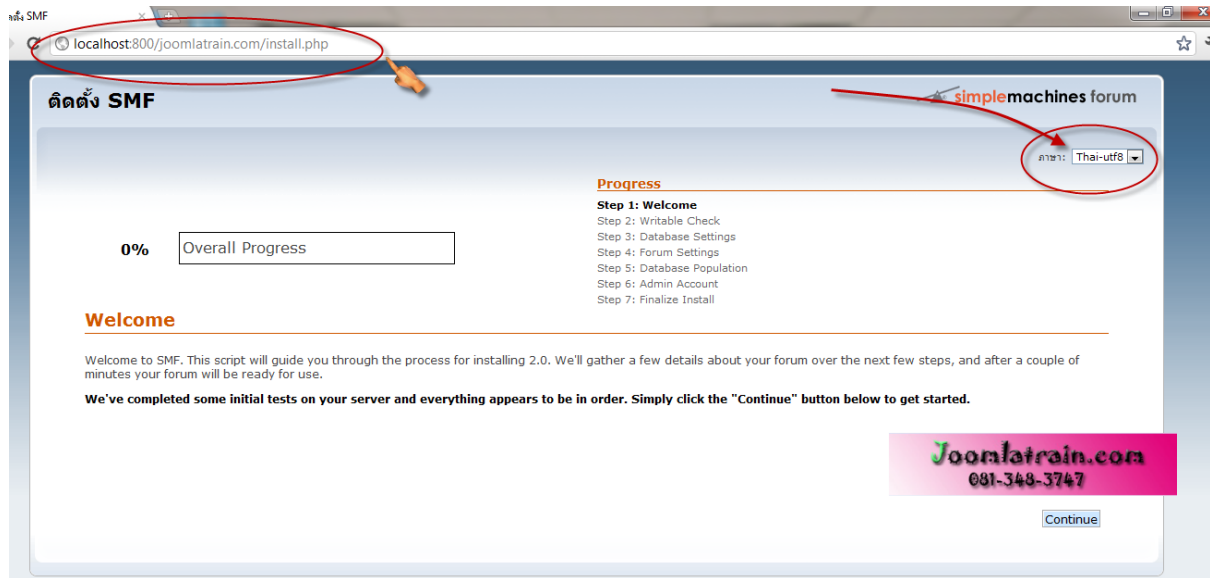 ติดตั้ง SMF
localhost:800/joomlatrain.com/install.php
ติดตั้ง SMF
simplemachines forum
ภาษา: Thai-utf8
Progress
Step 1: Welcome
Step 2: Writable Check
Step 3: Database Settings
Step 4: Forum Settings
Step 5: Database Population
Step 6: Admin Account
Step 7: Finalize Install
0% Overall Progress
Welcome
Welcome to SMF. This script will guide you through the process for installing 2.0. We'll gather a few details about your forum over the next few steps, and after a couple of
minutes your forum will be ready for use.
We've completed some initial tests on your server and everything appears to be in order. Simply click the "Continue" button below to get started.
Joomlatrain.com
081-348-3747
Continue